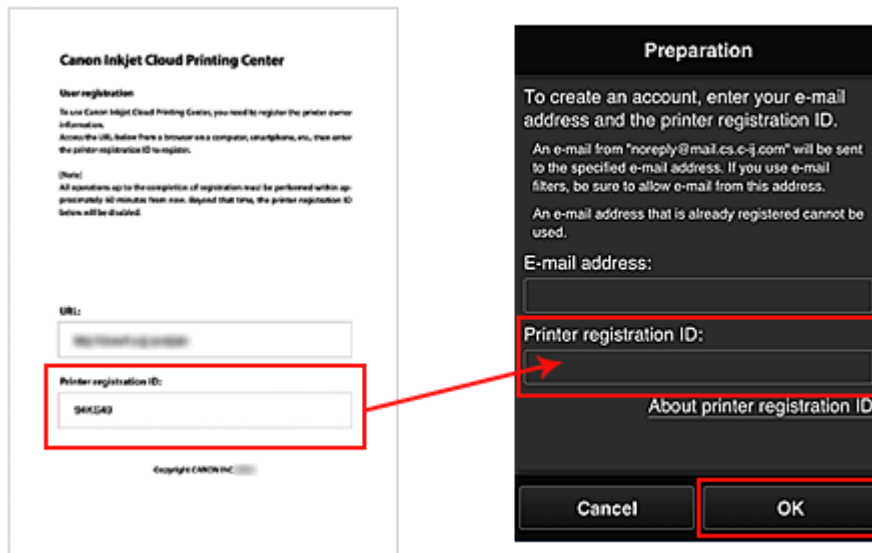 Canon Inkjet Cloud Printing Center
User registration
To use Canon Inkjet Cloud Printing Center, you need to register the printer owner
information.
Access the URL below from a browser on a computer, smartphone, etc., then enter
the printer registration ID to register.
[Note]
All operations up to the completion of registration must be performed within ap-
proximately 60 minutes from now. Beyond that time, the printer registration ID
below will be disabled.
URL:
Printer registration ID:
Copyright CANON INC
Preparation
To create an account, enter your e-mail
address and the printer registration ID.
An e-mail from "noreply@mail.cs.c-ij.com" will be sent
to the specified e-mail address. If you use e-mail
filters, be sure to allow e-mail from this address.
An e-mail address that is already registered cannot be
used.
E-mail address:
Printer registration ID:
About printer registration ID
Cancel
OK